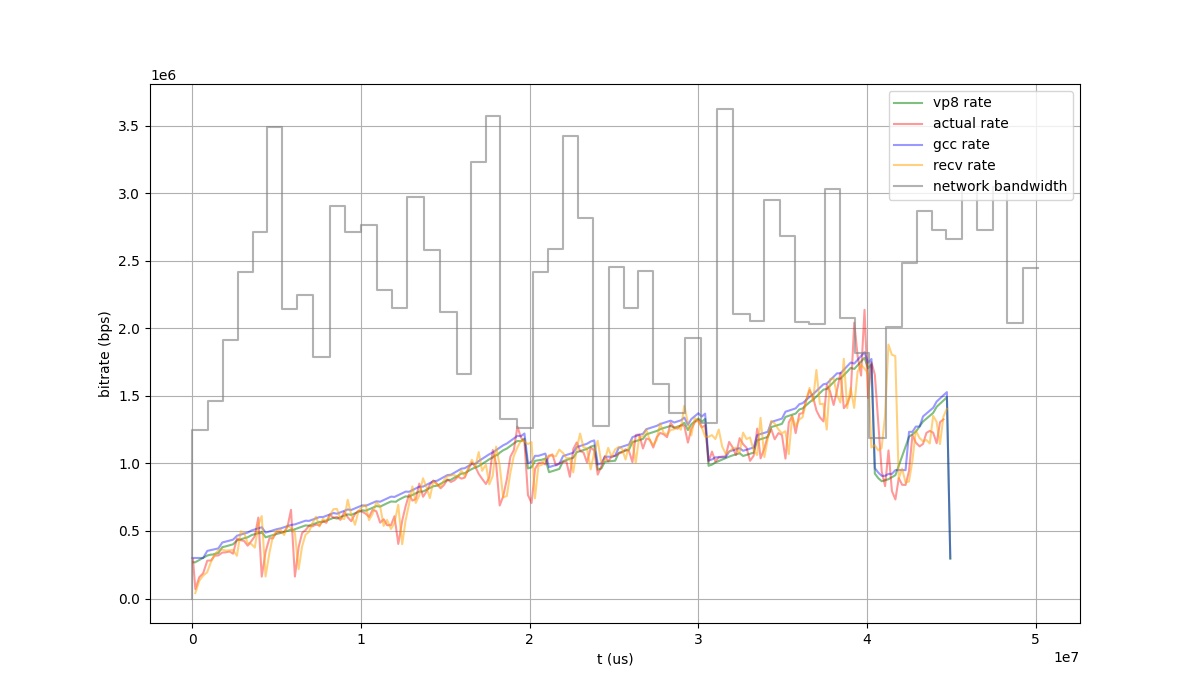 1e6
3.5
3.0
2.5
2.0
1.5
1.0
0.5
0.0
bitrate (bps)
vp8 rate
actual rate
gcc rate
recv rate
network bandwidth
0 1 2 3 4 5
t (us)
1e7